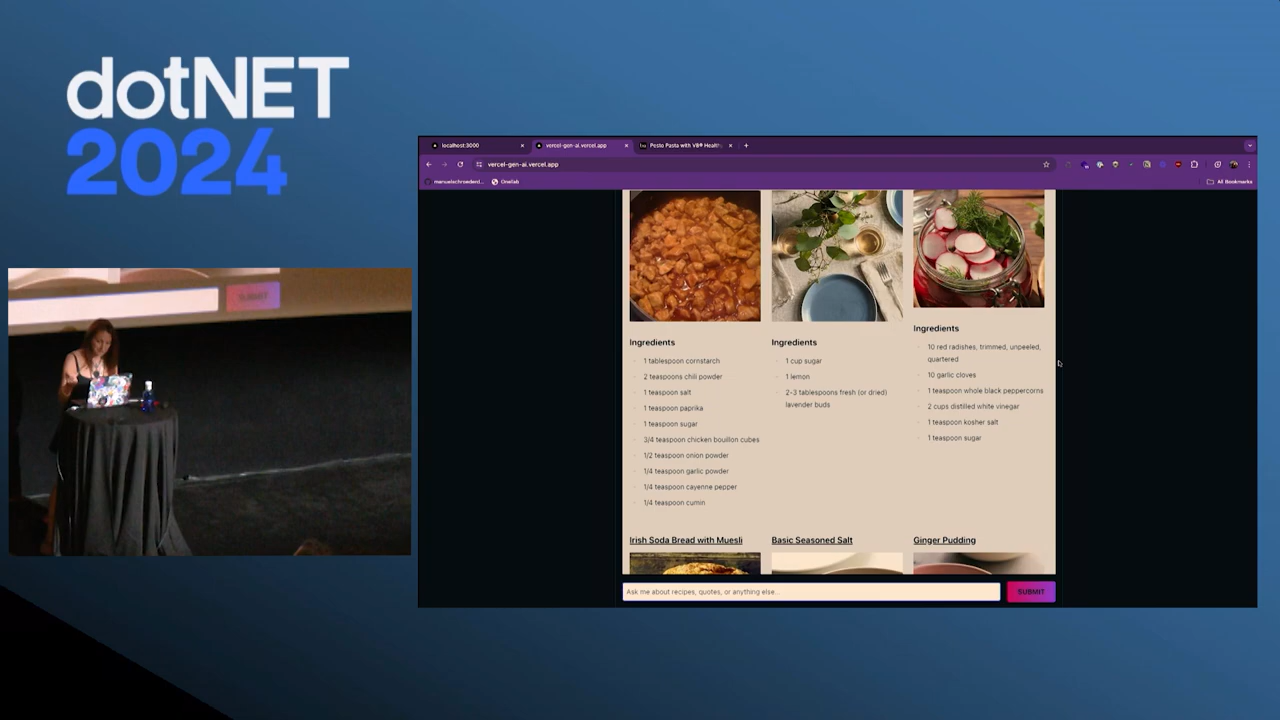 dotNET
2024
SUBMIT
localhost:3000
vercel-gen-ai.vercel.app
Pesto Pasta with V8® Health
vercel-gen-ai.vercel.app
manuelschroederd...
Onetab
All Bookmarks
Ingredients
1 tablespoon cornstarch
2 teaspoons chili powder
1 teaspoon salt
1 teaspoon paprika
1 teaspoon sugar
3/4 teaspoon chicken bouillon cubes
1/2 teaspoon onion powder
1/4 teaspoon garlic powder
1/4 teaspoon cayenne pepper
1/4 teaspoon cumin
Ingredients
1 cup sugar
1 lemon
2-3 tablespoons fresh (or dried)
lavender buds
Ingredients
10 red radishes, trimmed, unpeeled,
quartered
10 garlic cloves
1 teaspoon whole black peppercorns
2 cups distilled white vinegar
1 teaspoon kosher salt
1 teaspoon sugar
Irish Soda Bread with Muesli
Basic Seasoned Salt
Ginger Pudding
Ask me about recipes, quotes, or anything else...
SUBMIT